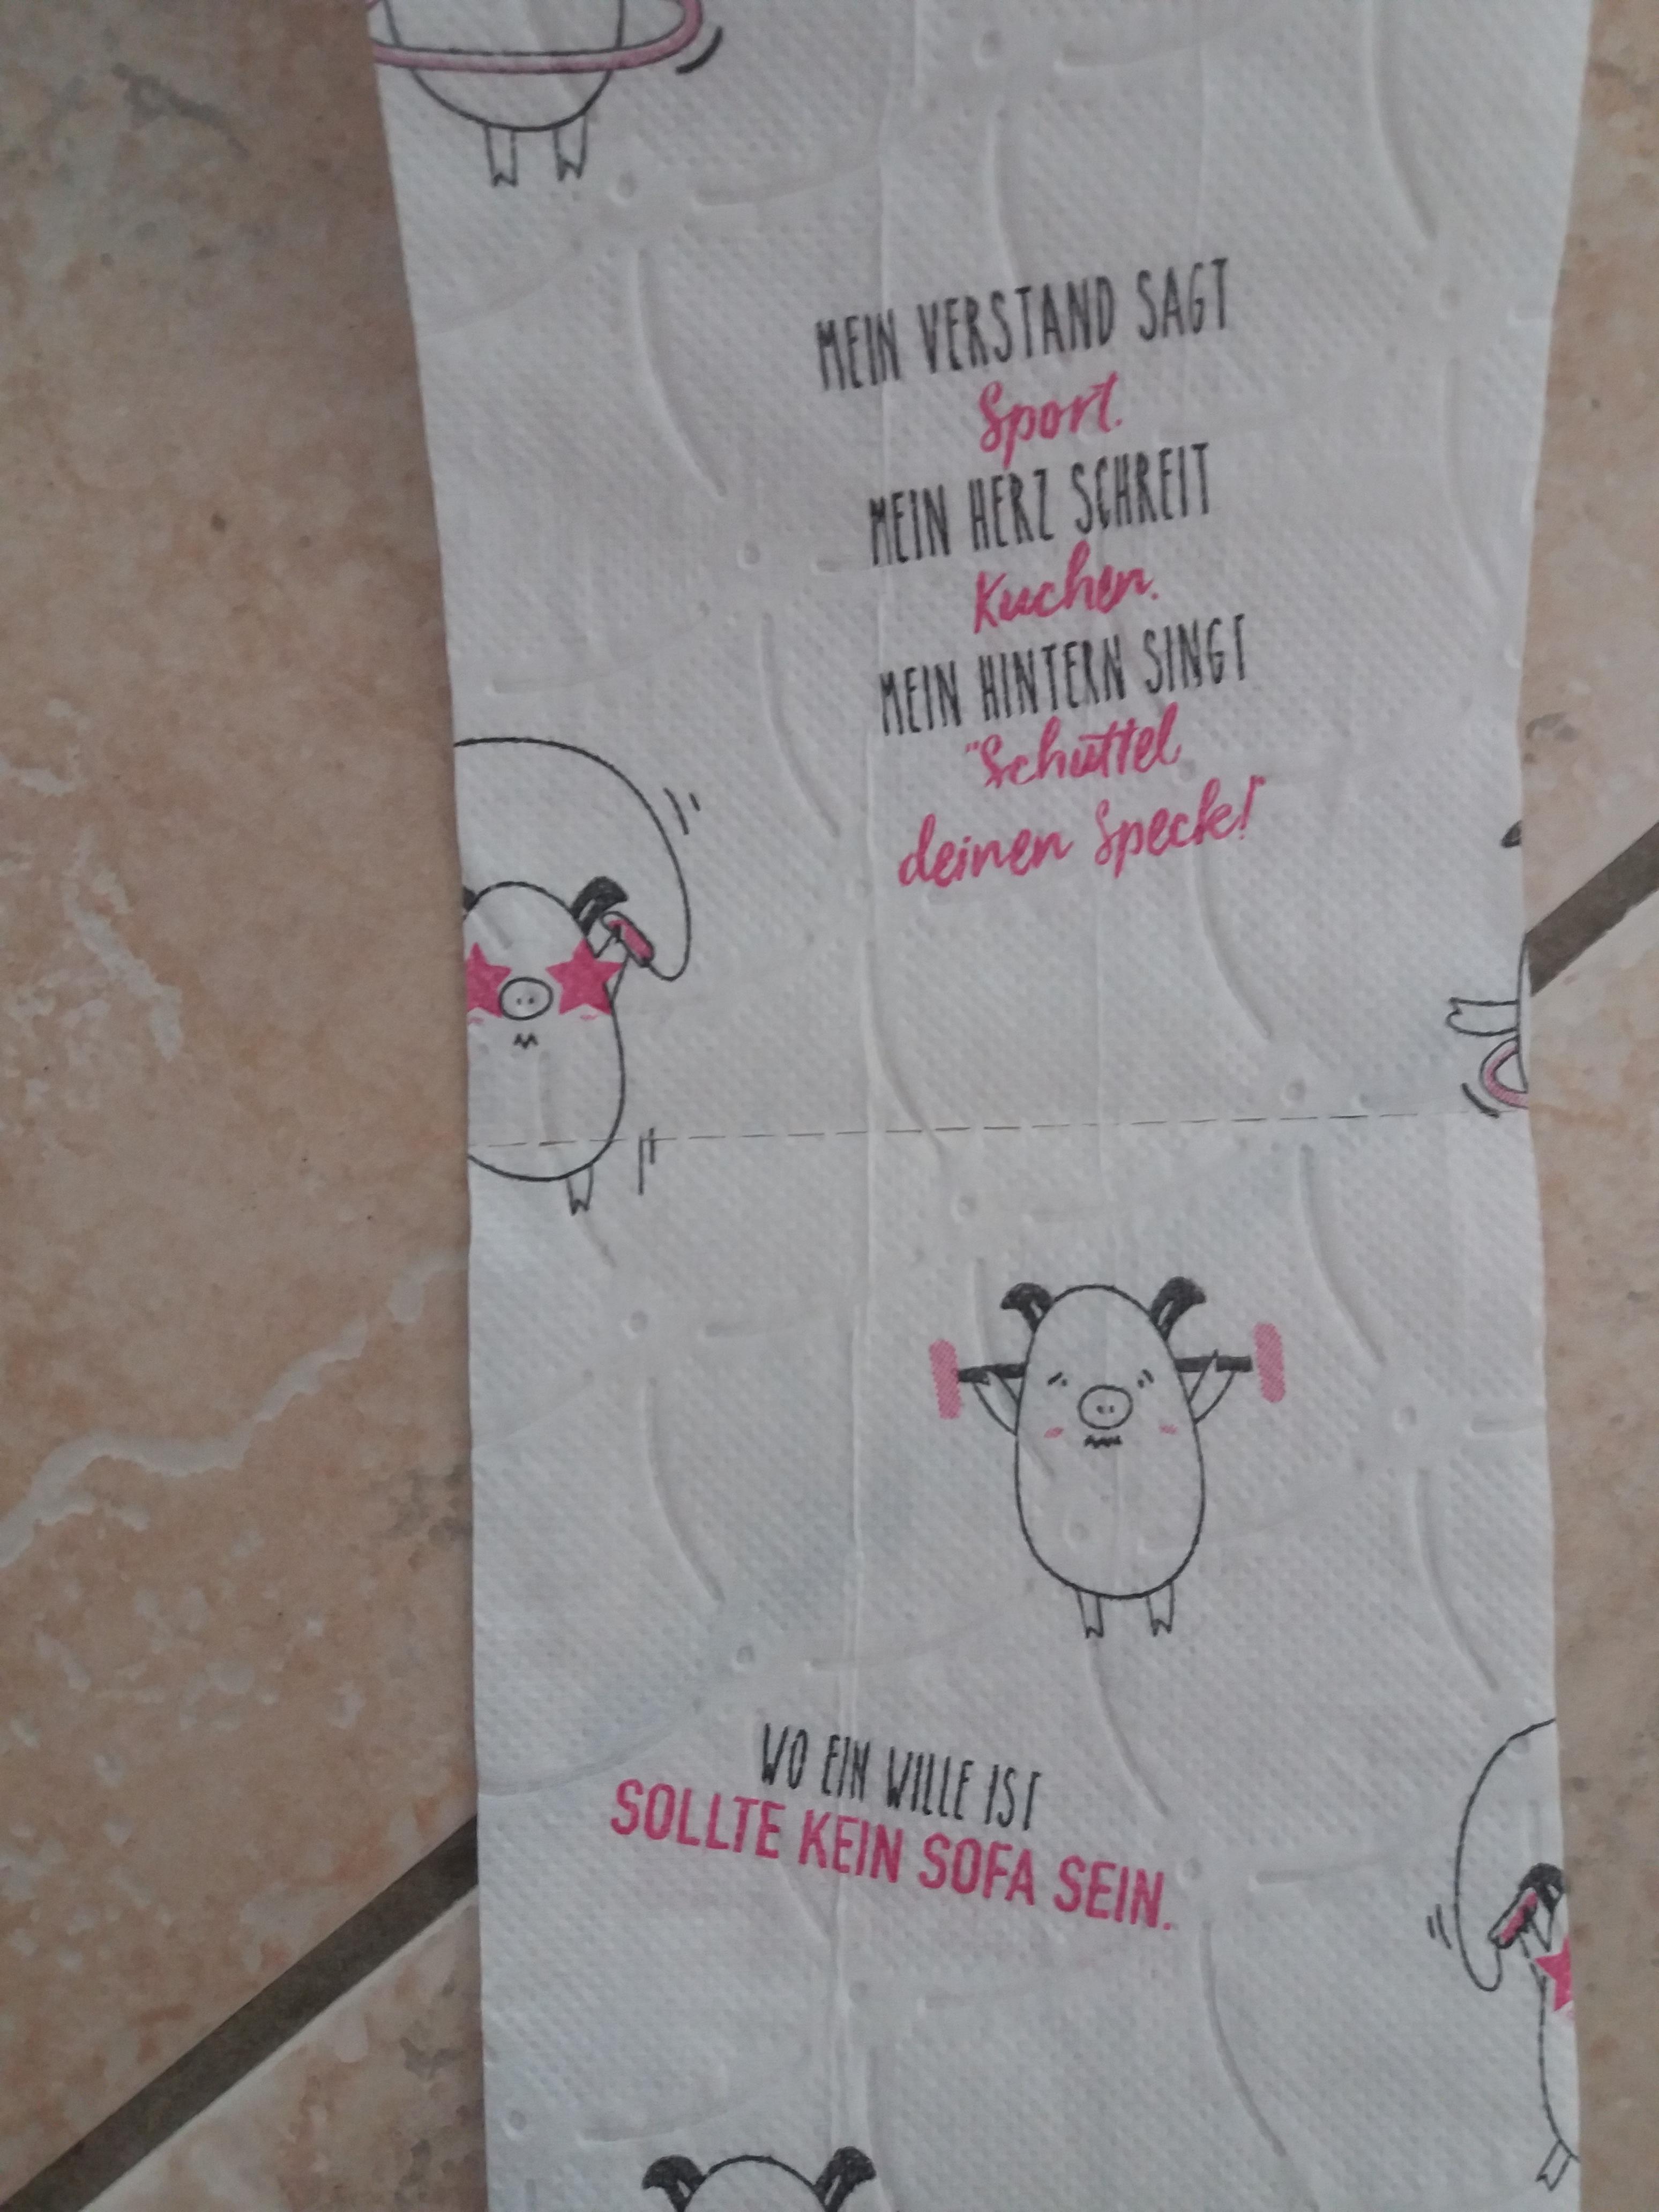 MEIN VERSTAND SAGT
Sport.
MEIN HERZ SCHREIT
Kuchen.
MEIN HINTERN SINGT
"Schüttel
deinen Speck!"
WO EIN WILLE IST
SOLLTE KEIN SOFA SEIN.